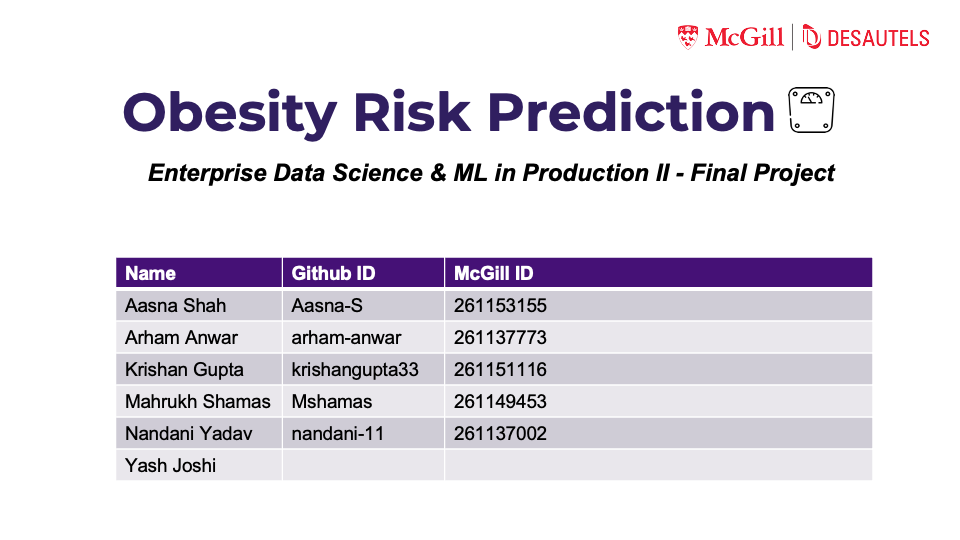 McGill | DESAUTELS
Obesity Risk Prediction
Enterprise Data Science & ML in Production II - Final Project
Name Github ID McGill ID
Aasna Shah Aasna-S 261153155
Arham Anwar arham-anwar 261137773
Krishan Gupta krishangupta33 261151116
Mahrukh Shamas Mshamas 261149453
Nandani Yadav nandani-11 261137002
Yash Joshi